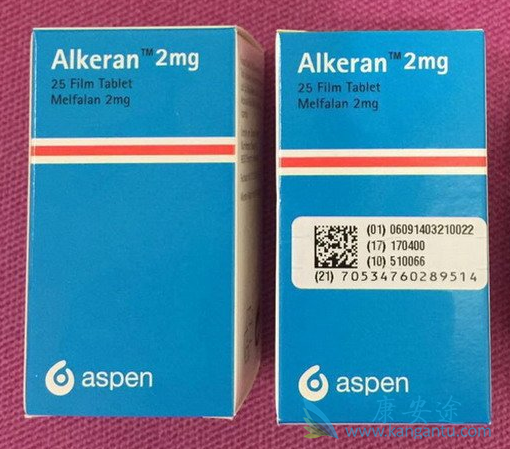 Alkeran™ 2mg
25 Film Tablet
Melfalan 2mg
aspen
Alkeran™ 2mg
25 Film Tablet
Melfalan 2mg
(01) 06091403210022
(17) 170400
(10) 510066
(21) 70534760289514
aspen
康安途
www.kangantu.com